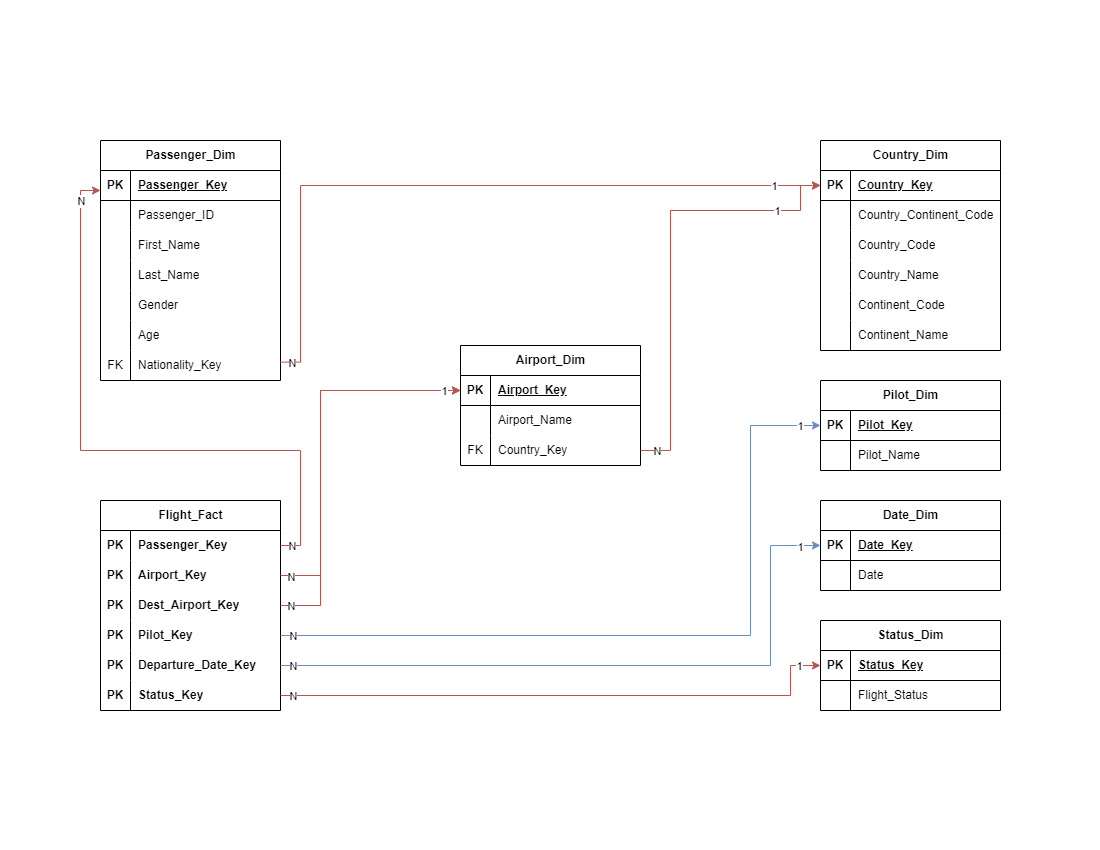 Passenger_Dim
PK Passenger_Key
Passenger_ID
First_Name
Last_Name
Gender
Age
FK Nationality_Key
N
N
1
1
Country_Dim
PK Country_Key
Country_Continent_Code
Country_Code
Country_Name
Continent_Code
Continent_Name
Airport_Dim
1
PK Airport_Key
Airport_Name
FK Country_Key
N
Pilot_Dim
1
PK Pilot_Key
Pilot_Name
Flight_Fact
PK Passenger_Key
N
PK Airport_Key
N
PK Dest_Airport_Key
N
PK Pilot_Key
N
PK Departure_Date_Key
N
PK Status_Key
N
Date_Dim
1
PK Date_Key
Date
Status_Dim
1
PK Status_Key
Flight_Status